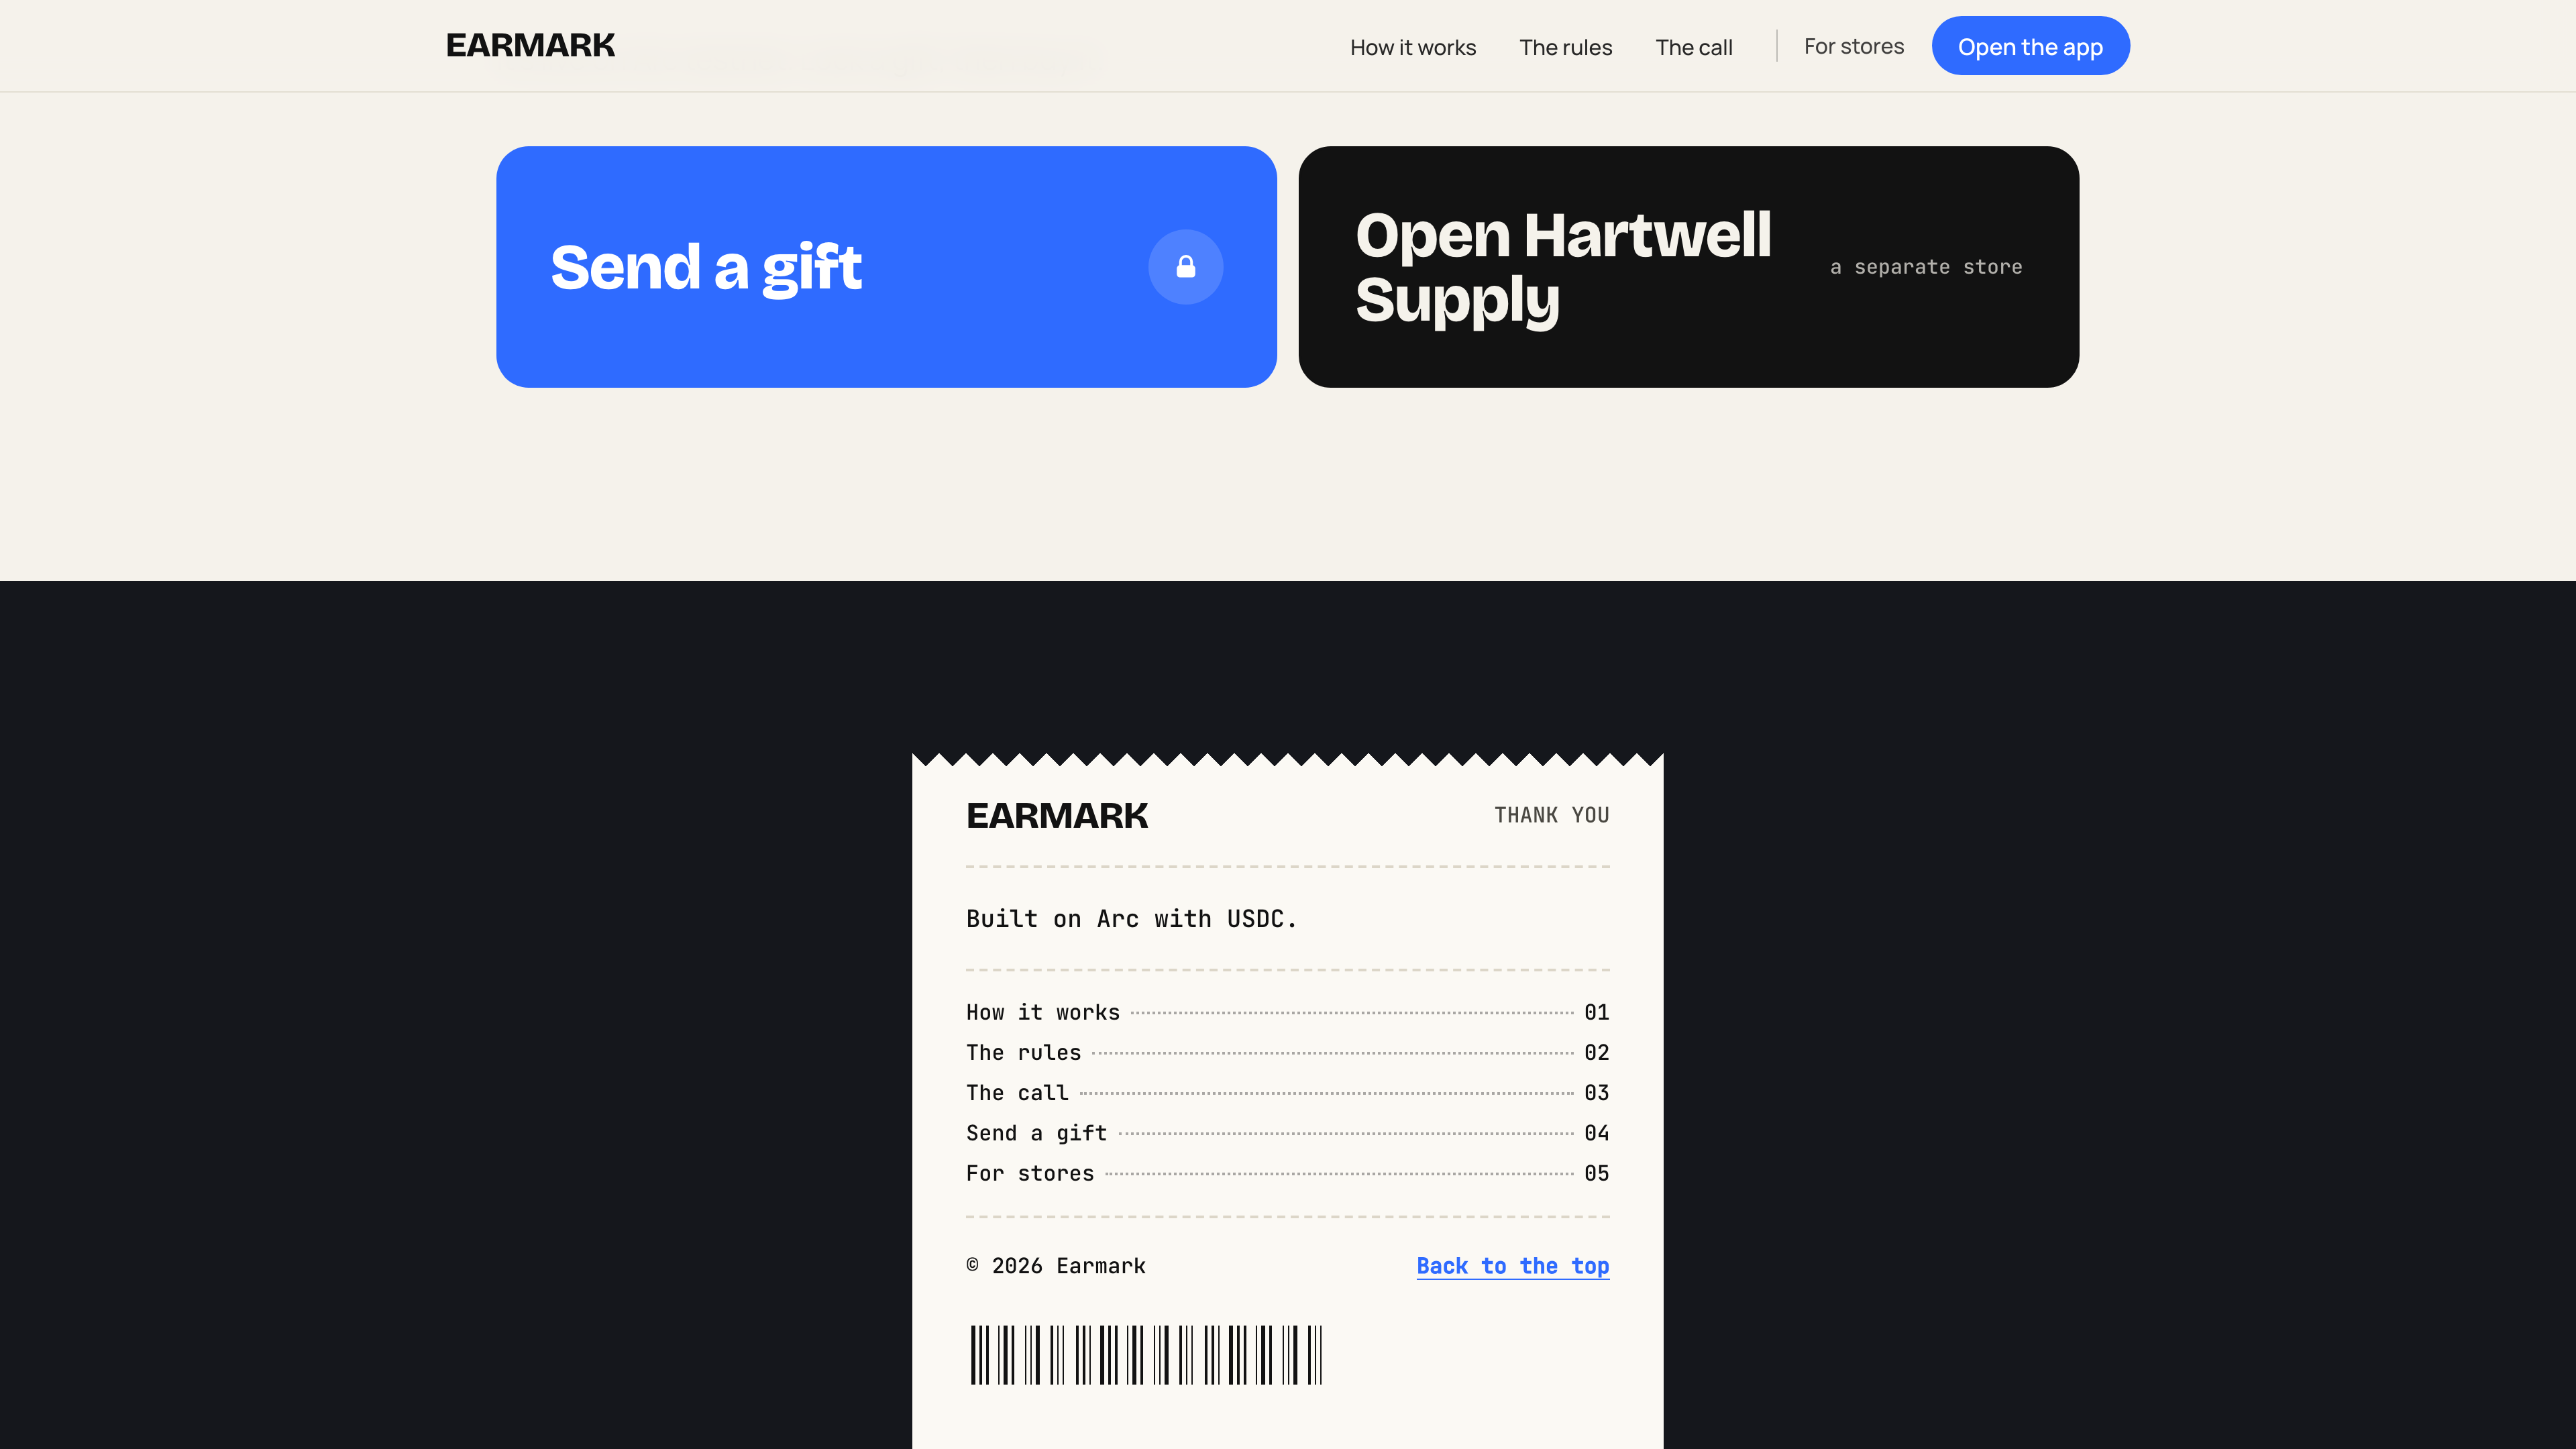 EARMARK
How it works
The rules
The call
For stores
Open the app
Send a gift
Open Hartwell
Supply
a separate store
EARMARK
THANK YOU
Built on Arc with USDC.
How it works 01
The rules 02
The call 03
Send a gift 04
For stores 05
© 2026 Earmark
Back to the top